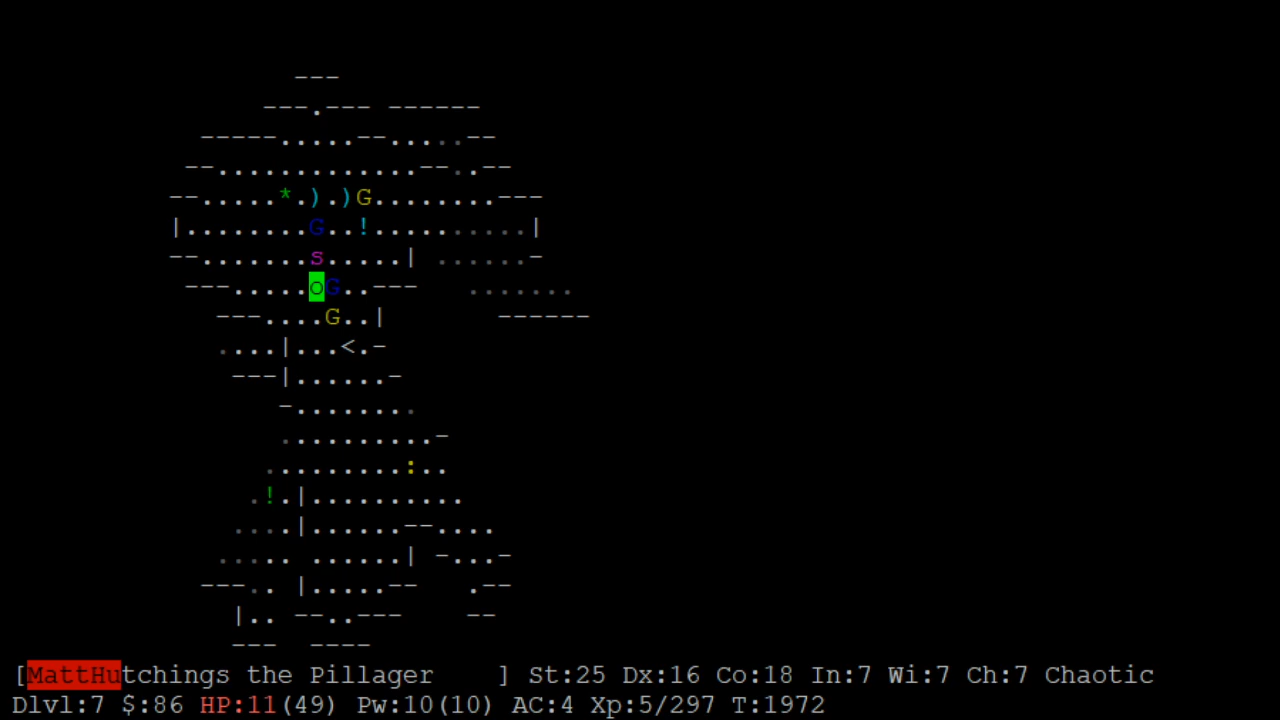 ---
---.--- ------
-----.....--.....--
--.............--..--
--.....*.).)G........---
|........G..!..........|
--.......s.....| ......-
---.....oG..--- .......
---....G..| ------
....|...<.-
---|......-
-........
.........-
.........:..
.!.|..........
....|......--....
..... ......| -...-
---.. |.....-- .--
|.. --..--- --
--- ----
[MattHutchings the Pillager ] St:25 Dx:16 Co:18 In:7 Wi:7 Ch:7 Chaotic
Dlvl:7 $:86 HP:11(49) Pw:10(10) AC:4 Xp:5/297 T:1972